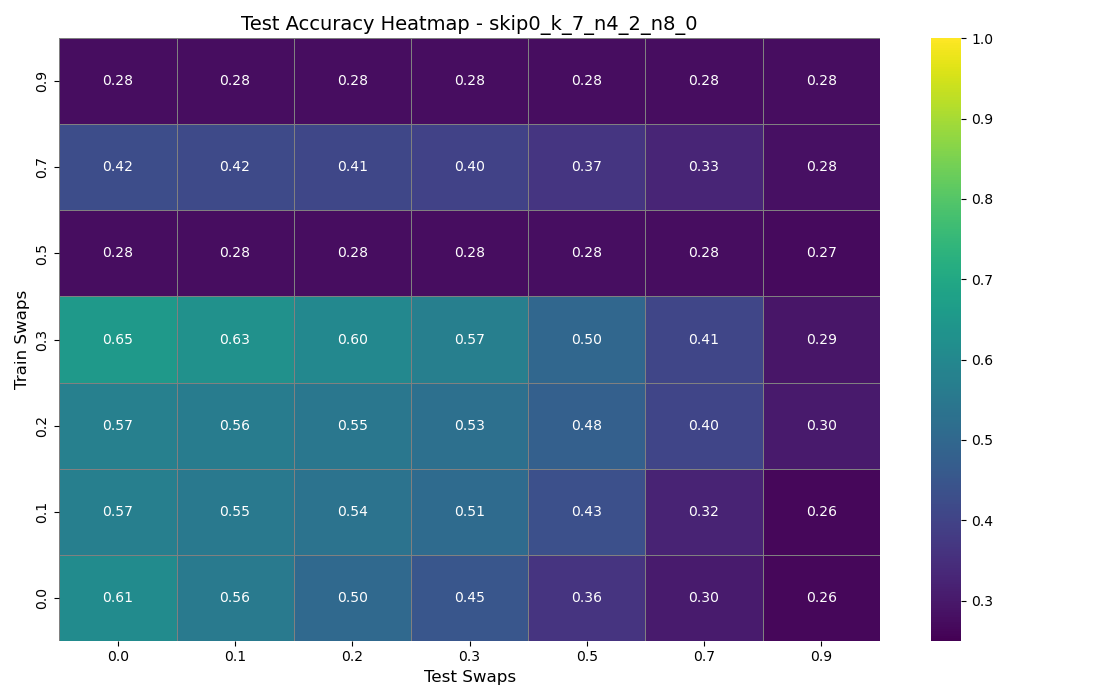 Test Accuracy Heatmap - skip0_k_7_n4_2_n8_0
Train Swaps
0.9 0.28 0.28 0.28 0.28 0.28 0.28 0.28
0.7 0.42 0.42 0.41 0.40 0.37 0.33 0.28
0.5 0.28 0.28 0.28 0.28 0.28 0.28 0.27
0.3 0.65 0.63 0.60 0.57 0.50 0.41 0.29
0.2 0.57 0.56 0.55 0.53 0.48 0.40 0.30
0.1 0.57 0.55 0.54 0.51 0.43 0.32 0.26
0.0 0.61 0.56 0.50 0.45 0.36 0.30 0.26
0.0 0.1 0.2 0.3 0.5 0.7 0.9
Test Swaps
1.0
0.9
0.8
0.7
0.6
0.5
0.4
0.3